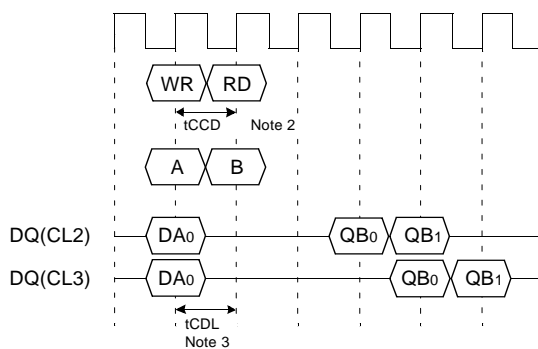 WR RD
tCCD Note 2
A B
DQ(CL2) DA0 QB0 QB1
DQ(CL3) DA0 QB0 QB1
tCDL
Note 3